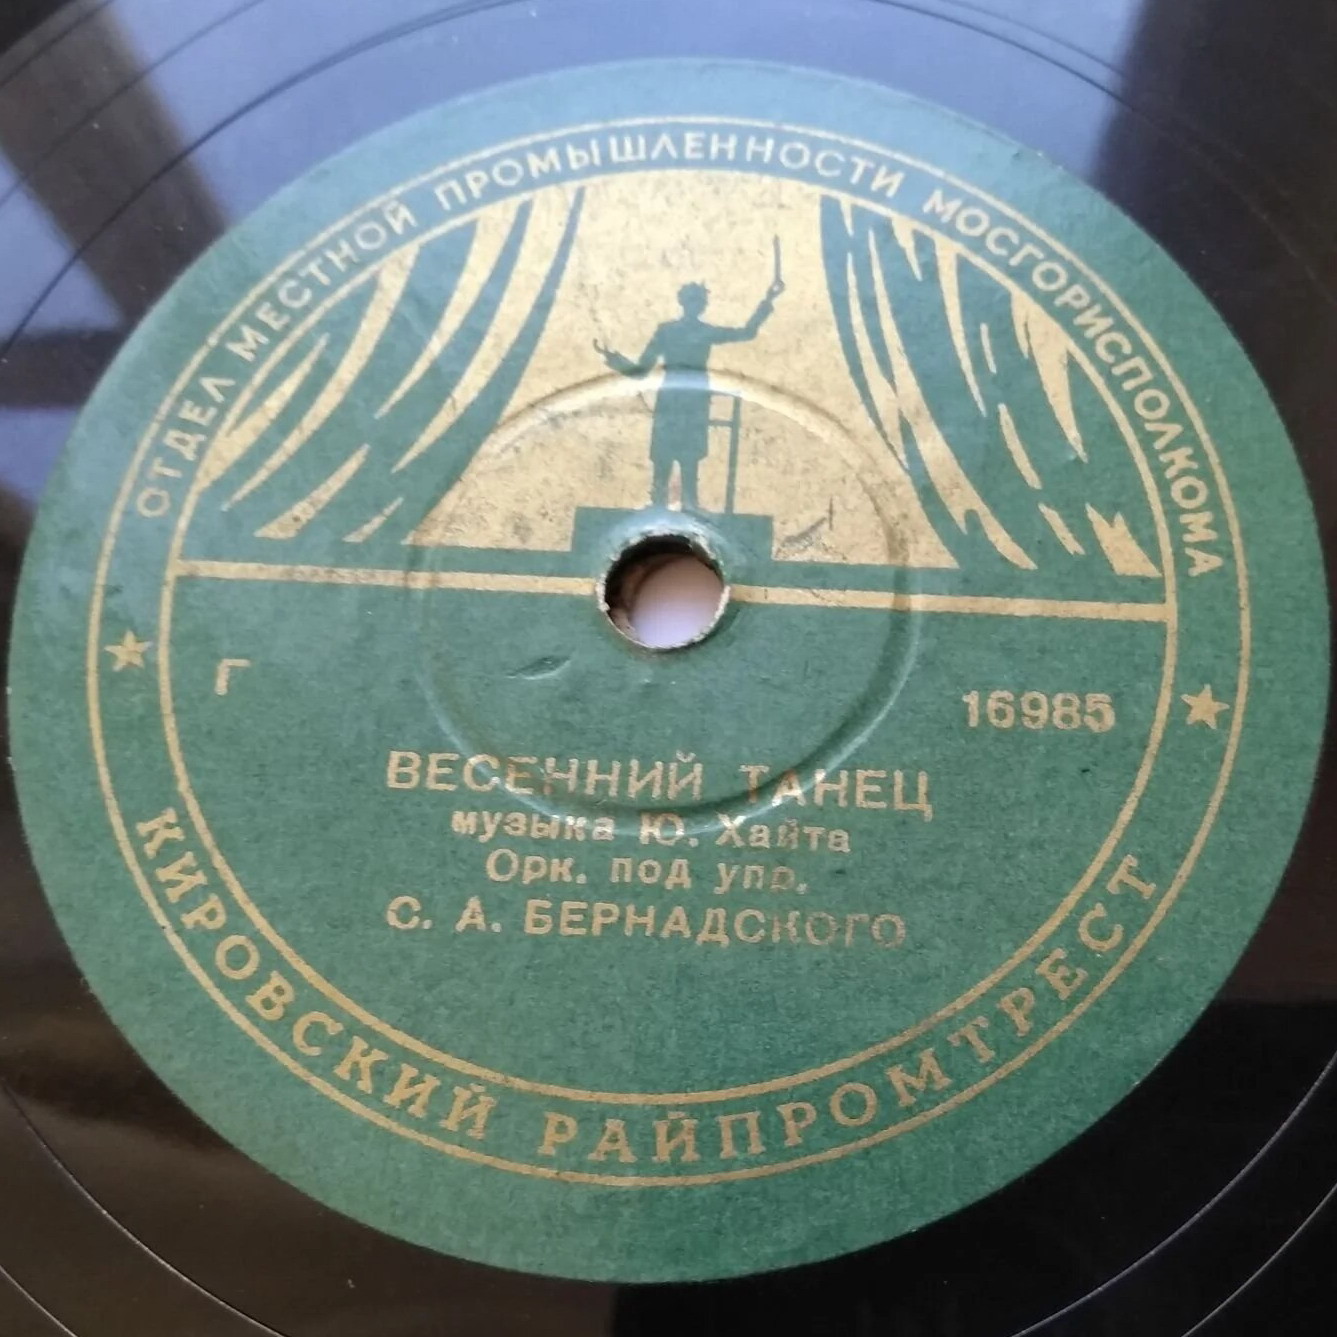 ОТДЕЛ МЕСТНОЙ ПРОМЫШЛЕННОСТИ МОСГОРИСПОЛКОМА
Г 16985
ВЕСЕННИЙ ТАНЕЦ
музыка Ю. Хайта
Орк. под упр.
С. А. БЕРНАДСКОГО
КИРОВСКИЙ РАЙПРОМТРЕСТ